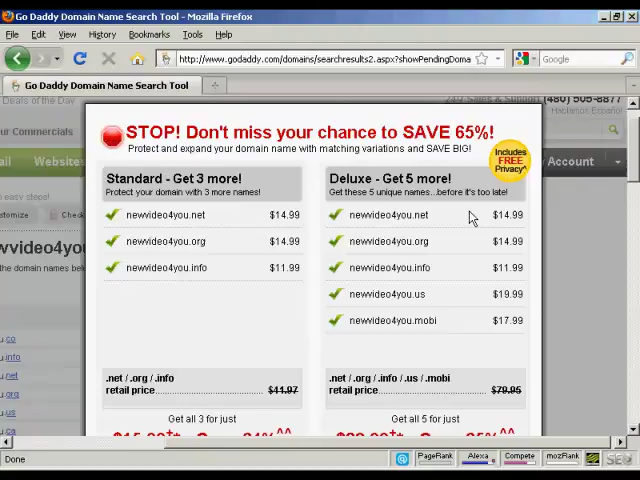 Go Daddy Domain Name Search Tool - Mozilla Firefox
File Edit View History Bookmarks Tools Help
http://www.godaddy.com/domains/searchresults2.aspx?showPendingDoma
Google
Go Daddy Domain Name Search Tool
Deals of the Day
24/7 Sales & Support (480) 505-8877
Hablamos Español
ur Commercials
ail Websites
Account
y easy steps!
stomize Check
wvideo4yo
the domain names
STOP! Don't miss your chance to SAVE 65%!
Protect and expand your domain name with matching variations and SAVE BIG!
Includes
FREE
Privacy^
Standard - Get 3 more!
Protect your domain with 3 more names!
newvideo4you.net $14.99
newvideo4you.org $14.99
newvideo4you.info $11.99
.net / .org / .info
retail price $41.97
Get all 3 for just
Deluxe - Get 5 more!
Get these 5 unique names...before it's too late!
newvideo4you.net $14.99
newvideo4you.org $14.99
newvideo4you.info $11.99
newvideo4you.us $19.99
newvideo4you.mobi $17.99
.net / .org / .info / .us / .mobi
retail price $79.95
Get all 5 for just
u.co
u.info
u.net
u.org
u.us
u.ca
Done
PageRank
Alexa
Compete
mozRank